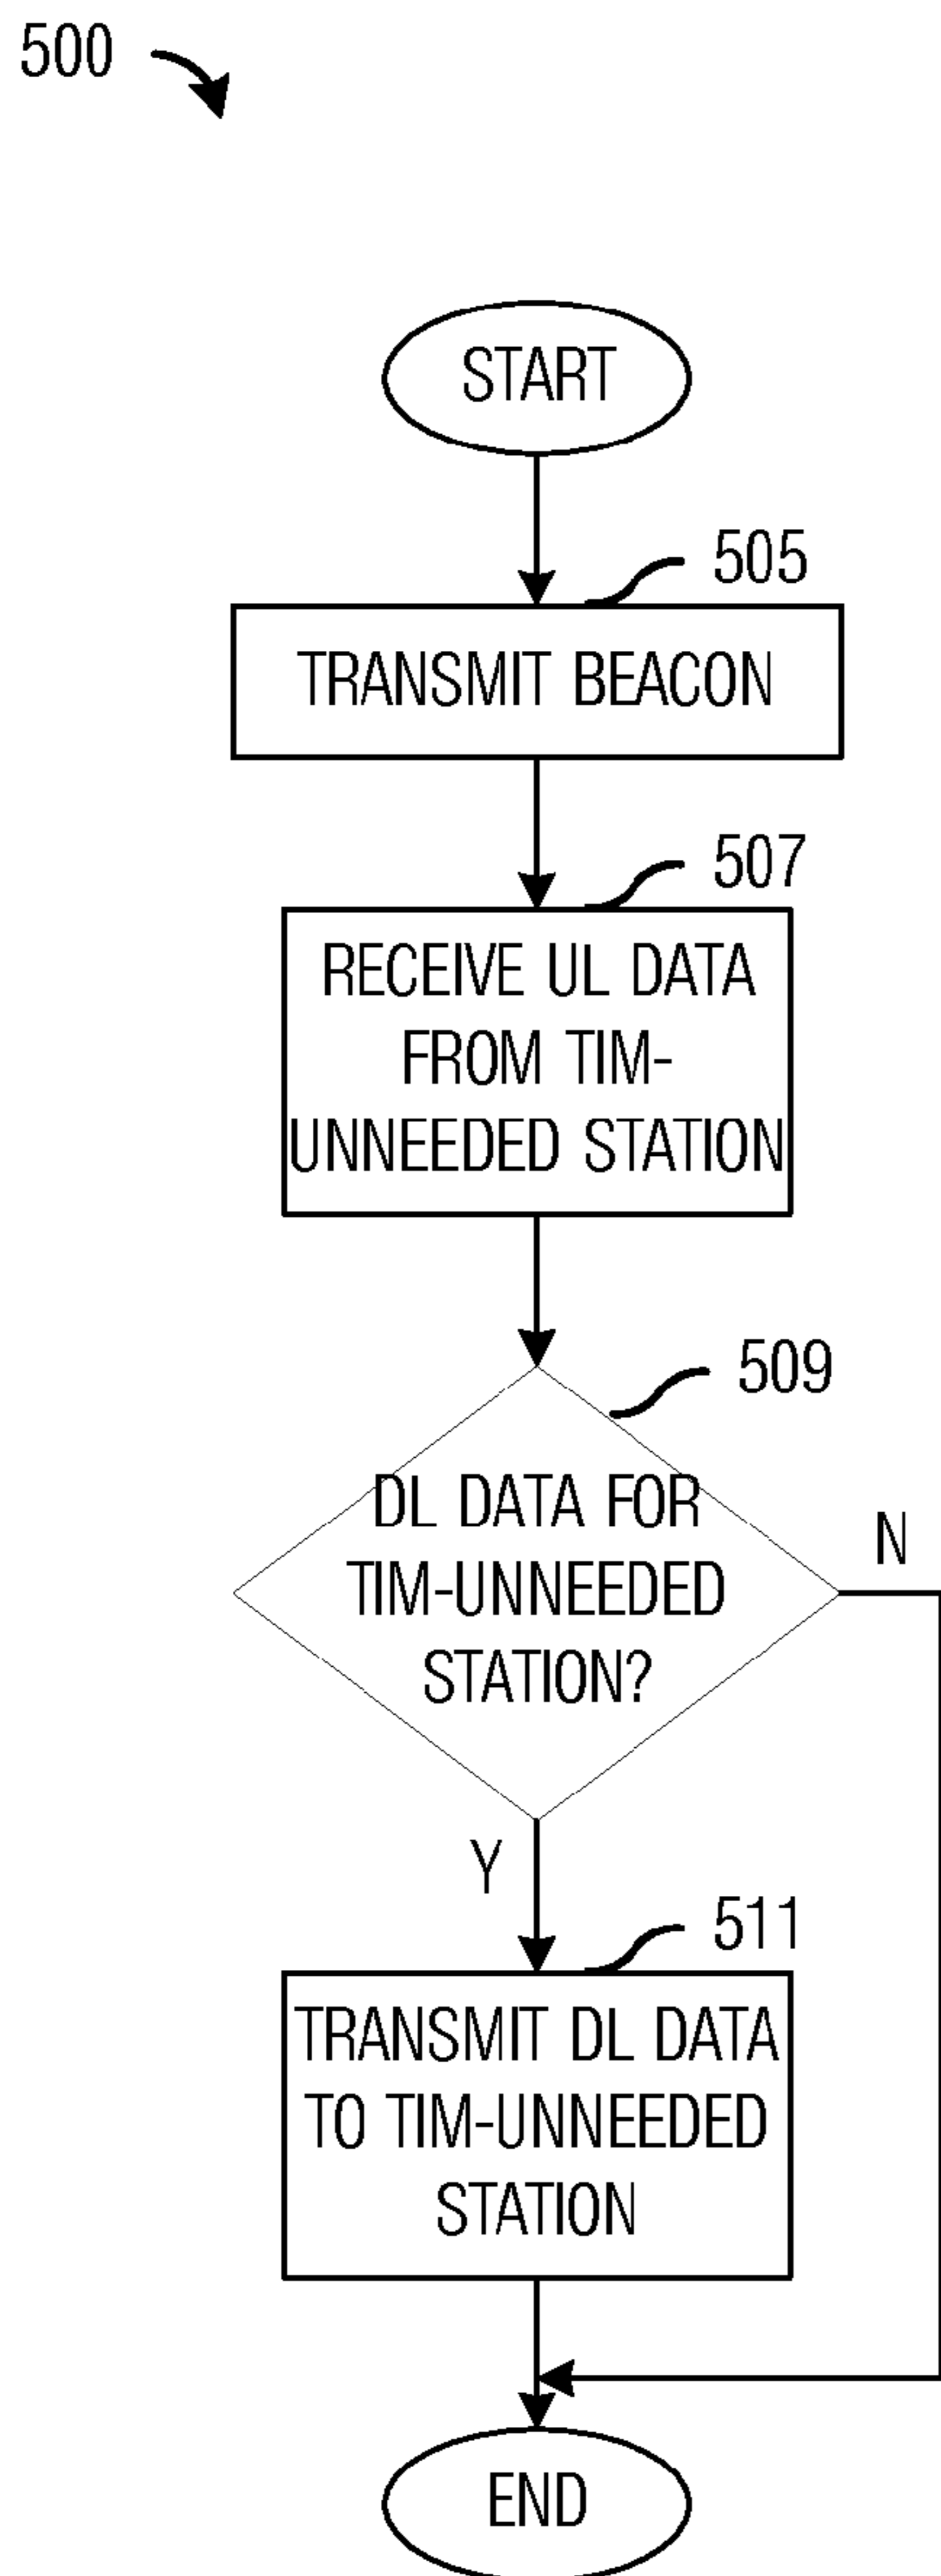 500
START
505
TRANSMIT BEACON
507
RECEIVE UL DATA
FROM TIM-
UNNEEDED STATION
509
DL DATA FOR
TIM-UNNEEDED
STATION?
N
Y
511
TRANSMIT DL DATA
TO TIM-UNNEEDED
STATION
END